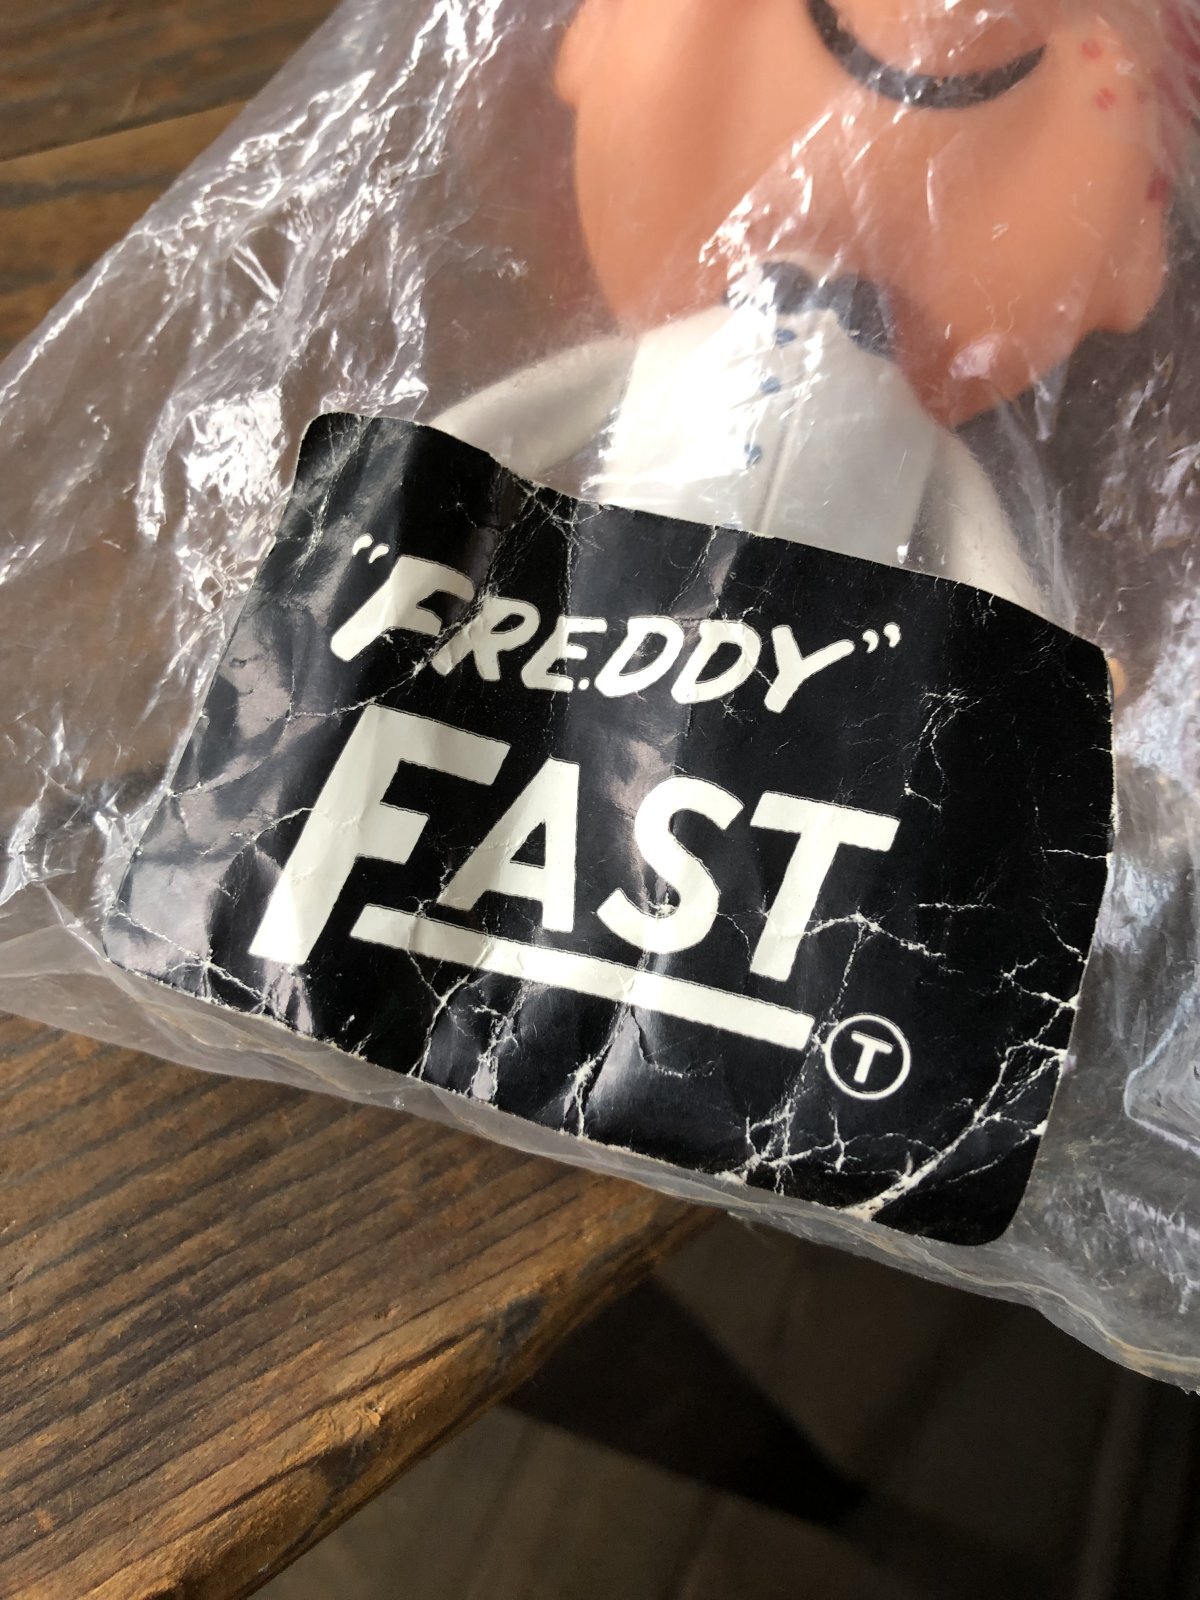 “FREDDY”
FAST
Ⓣ